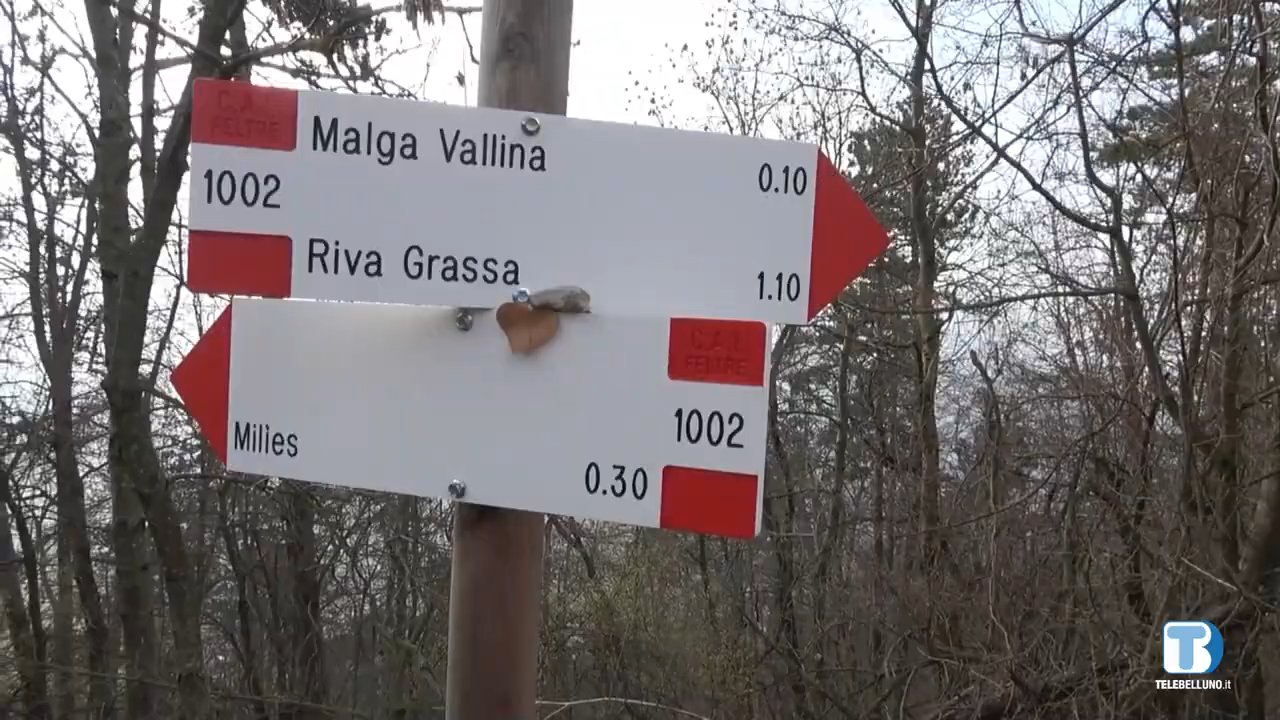 C.A.I.
FELTRE
Malga Vallina
0.10
1002
Riva Grassa
1.10
C.A.I.
FELTRE
1002
Milies
0.30
TELEBELLUNO.it